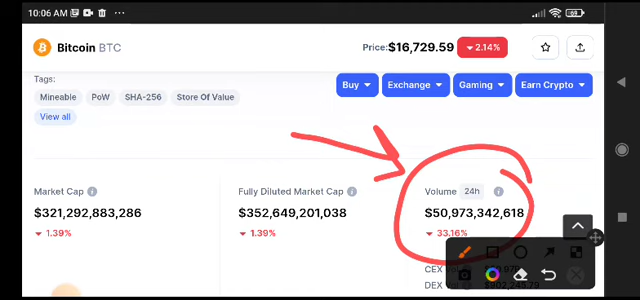 10:06 AM
69
Bitcoin BTC
Price:$16,729.59 2.14%
Tags:
Mineable PoW SHA-256 Store Of Value
View all
Buy Exchange Gaming Earn Crypto
Market Cap Fully Diluted Market Cap Volume 24h
$321,292,883,286 $352,649,201,038 $50,973,342,618
1.39% 1.39% 33.16%
CEX
DEX